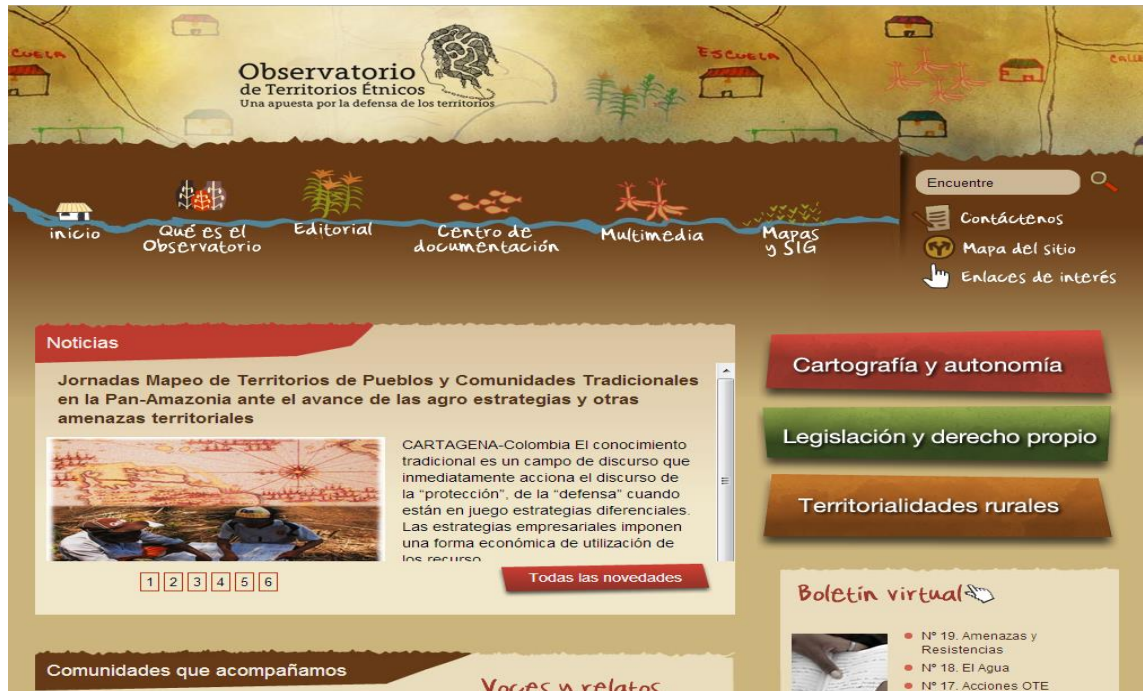 CUELA
ESCUELA
CALLE
Observatorio
de Territorios Étnicos
Una apuesta por la defensa de los territorios
inicio
Qué es el
Observatorio
Editorial
Centro de
documentación
Multimedia
Mapas
y SIG
Encuentre
Contáctenos
Mapa del sitio
Enlaces de interés
Noticias
Jornadas Mapeo de Territorios de Pueblos y Comunidades Tradicionales
en la Pan-Amazonia ante el avance de las agro estrategias y otras
amenazas territoriales
CARTAGENA-Colombia El conocimiento
tradicional es un campo de discurso que
inmediatamente acciona el discurso de
la “protección”, de la “defensa” cuando
están en juego estrategias diferenciales.
Las estrategias empresariales imponen
una forma económica de utilización de
los recurso
1 2 3 4 5 6
Todas las novedades
Cartografía y autonomía
Legislación y derecho propio
Territorialidades rurales
Boletín virtual
Nº 19. Amenazas y
Resistencias
Nº 18. El Agua
Nº 17. Acciones OTE
Comunidades que acompañamos
Voces y relatos